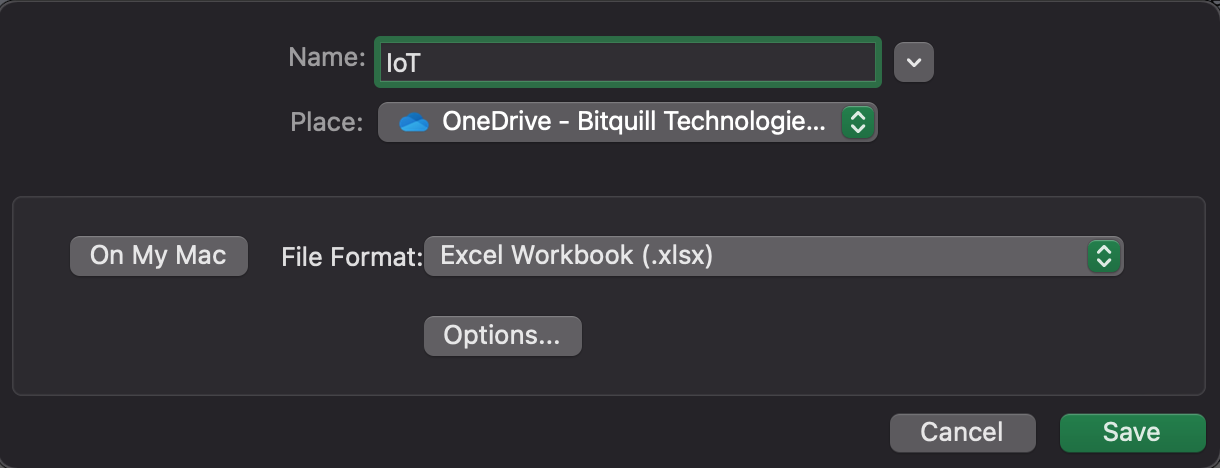 Name: IoT
Place: OneDrive - Bitquill Technologie...
On My Mac File Format: Excel Workbook (.xlsx)
Options...
Cancel Save